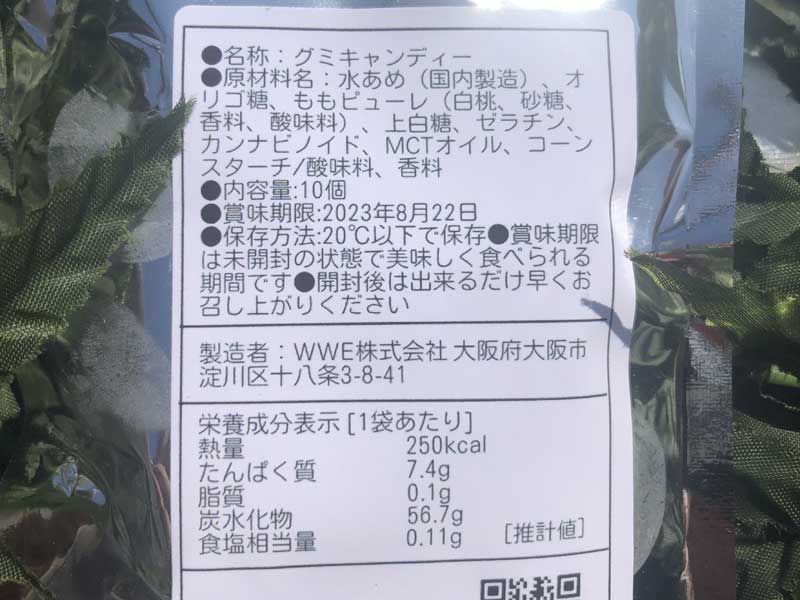 ●名称：グミキャンディー
●原材料名：水あめ（国内製造）、オ
リゴ糖、ももピューレ（白桃、砂糖、
香料、酸味料）、上白糖、ゼラチン、
カンナビノイド、MCTオイル、コーン
スターチ/酸味料、香料
●内容量:10個
●賞味期限:2023年8月22日
●保存方法:20℃以下で保存●賞味期限
は未開封の状態で美味しく食べられる
期間です●開封後は出来るだけ早くお
召し上がりください
製造者：WWE株式会社 大阪府大阪市
淀川区十八条3-8-41
栄養成分表示 [1袋あたり]
熱量 250kcal
たんぱく質 7.4g
脂質 0.1g
炭水化物 56.7g
食塩相当量 0.11g [推計値]